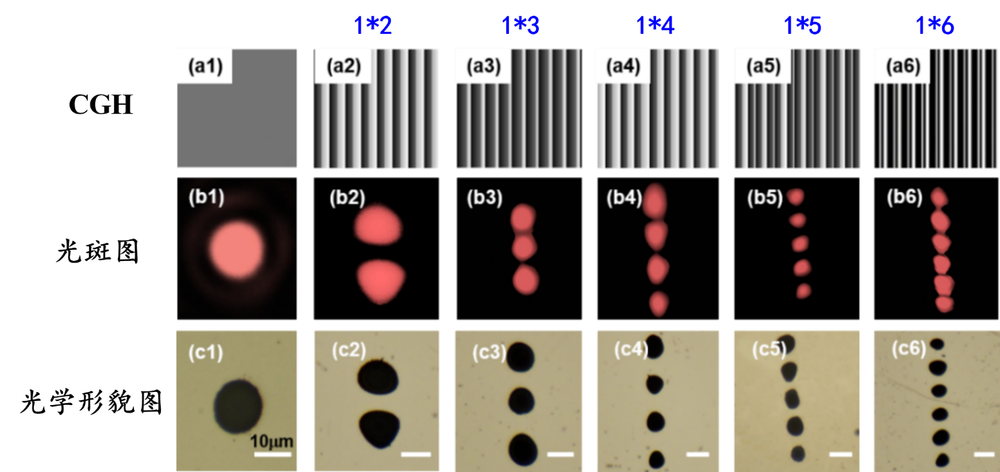 1*2 1*3 1*4 1*5 1*6
CGH (a1) (a2) (a3) (a4) (a5) (a6)
光斑图 (b1) (b2) (b3) (b4) (b5) (b6)
光学形貌图 (c1) (c2) (c3) (c4) (c5) (c6)
10μm